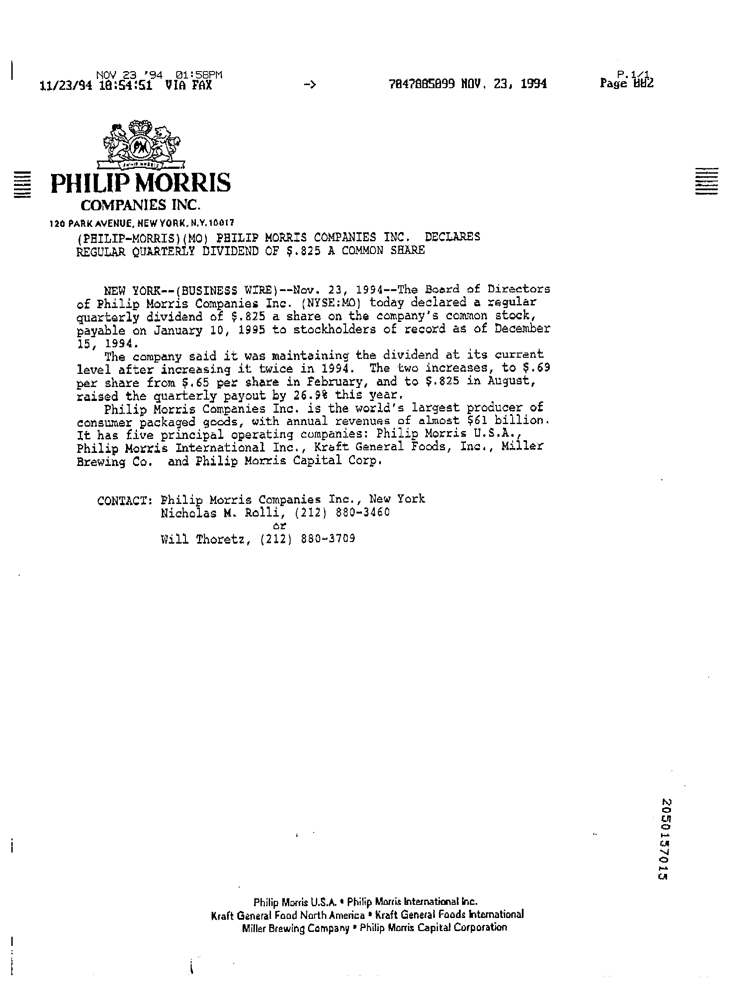 NOV 23 '94 01:58PM P.1/1
11/23/94 10:54:51 VIA FAX -> 7047885099 NOV. 23, 1994 Page 002
PM
PHILIP MORRIS
COMPANIES INC.
120 PARK AVENUE, NEW YORK, N.Y. 10017
(PHILIP-MORRIS)(MO) PHILIP MORRIS COMPANIES INC. DECLARES
REGULAR QUARTERLY DIVIDEND OF $.825 A COMMON SHARE
NEW YORK--(BUSINESS WIRE)--Nov. 23, 1994--The Board of Directors
of Philip Morris Companies Inc. (NYSE:MO) today declared a regular
quarterly dividend of $.825 a share on the company's common stock,
payable on January 10, 1995 to stockholders of record as of December
15, 1994.
The company said it was maintaining the dividend at its current
level after increasing it twice in 1994. The two increases, to $.69
per share from $.65 per share in February, and to $.825 in August,
raised the quarterly payout by 26.9% this year.
Philip Morris Companies Inc. is the world's largest producer of
consumer packaged goods, with annual revenues of almost $61 billion.
It has five principal operating companies: Philip Morris U.S.A.,
Philip Morris International Inc., Kraft General Foods, Inc., Miller
Brewing Co. and Philip Morris Capital Corp.
CONTACT: Philip Morris Companies Inc., New York
Nicholas M. Rolli, (212) 880-3460
or
Will Thoretz, (212) 880-3709
2050157015
Philip Morris U.S.A. • Philip Morris International Inc.
Kraft General Food North America • Kraft General Foods International
Miller Brewing Company • Philip Morris Capital Corporation